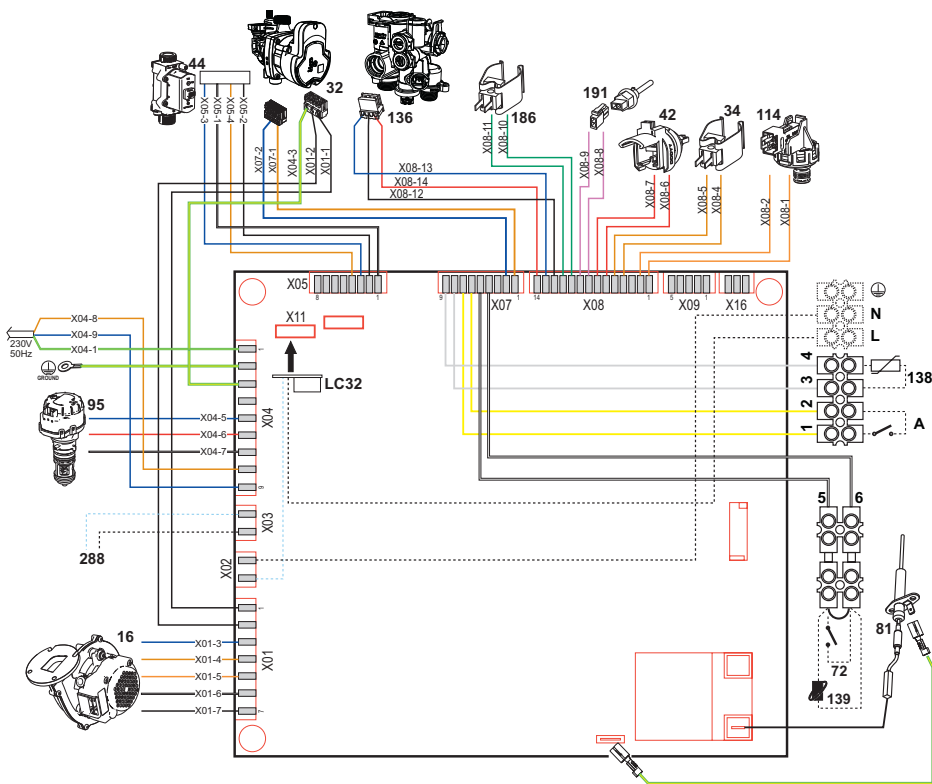 44
X05-3
X05-1
X05-4
X05-2
32
X07-2
X07-1
X04-3
X01-2
X01-1
136
X08-13
X08-14
X08-12
186
X08-11
X08-10
191
X08-9
X08-8
42
X08-7
X08-6
34
X08-5
X08-4
114
X08-2
X08-1
X05
8
1
9
1
X07
14
X08
1
5
X09
1
X16
X11
LC32
N
L
4
3
2
1
138
A
X04-8
X04-9
X04-1
230V
50Hz
GROUND
95
X04-5
X04-6
X04-7
1
X04
9
X03
288
X02
1
X01
7
16
X01-3
X01-4
X01-5
X01-6
X01-7
5
6
72
139
81